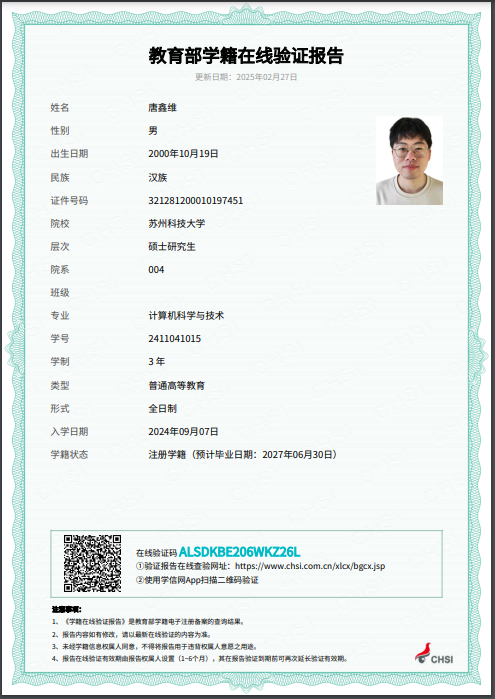 教育部学籍在线验证报告
更新日期：2025年02月27日
姓名 唐鑫维
性别 男
出生日期 2000年10月19日
民族 汉族
证件号码 321281200010197451
院校 苏州科技大学
层次 硕士研究生
院系 004
班级
专业 计算机科学与技术
学号 2411041015
学制 3 年
类型 普通高等教育
形式 全日制
入学日期 2024年09月07日
学籍状态 注册学籍（预计毕业日期：2027年06月30日）
在线验证码 ALSDKBE206WKZ26L
①验证报告在线查验网址：https://www.chsi.com.cn/xlcx/bgcx.jsp
②使用学信网App扫描二维码验证
注意事项：
1、《学籍在线验证报告》是教育部学籍电子注册备案的查询结果。
2、报告内容如有修改，请以最新在线验证的内容为准。
3、未经学籍信息权属人同意，不得将报告用于违背权属人意愿之用途。
4、报告在线验证有效期由报告权属人设置（1~6个月），其在报告验证到期前可再次延长验证有效期。
CHSI